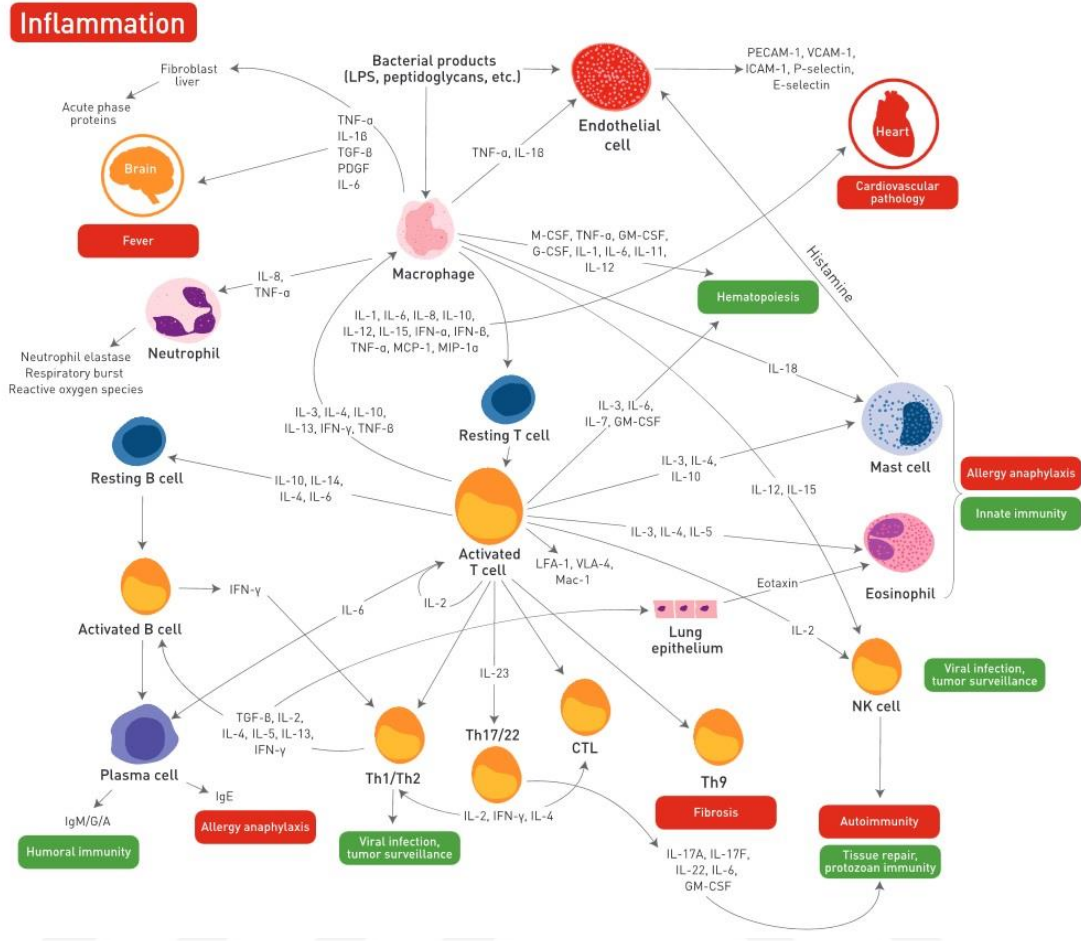 Inflammation
Bacterial products
(LPS, peptidoglycans, etc.)
PECAM-1, VCAM-1,
ICAM-1, P-selectin,
E-selectin
Fibroblast
liver
Acute phase
proteins
Endothelial
cell
Heart
Cardiovascular
pathology
TNF-α
IL-1ß
TGF-ß
PDGF
IL-6
TNF-α, IL-1ß
Brain
Fever
Macrophage
M-CSF, TNF-α, GM-CSF,
G-CSF, IL-1, IL-6, IL-11,
IL-12
Histamine
Hematopoiesis
IL-8,
TNF-α
Neutrophil
Neutrophil elastase
Respiratory burst
Reactive oxygen species
IL-1, IL-6, IL-8, IL-10,
IL-12, IL-15, IFN-α, IFN-ß,
TNF-α, MCP-1, MIP-1α
IL-18
Resting T cell
IL-3, IL-4, IL-10,
IL-13, IFN-γ, TNF-ß
IL-3, IL-6,
IL-7, GM-CSF
Mast cell
Allergy anaphylaxis
Innate immunity
Resting B cell
IL-10, IL-14,
IL-4, IL-6
IL-3, IL-4,
IL-10
IL-12, IL-15
Activated
T cell
IL-3, IL-4, IL-5
LFA-1, VLA-4,
Mac-1
Eosinophil
Eotaxin
Activated B cell
IFN-γ
IL-2
IL-6
Lung
epithelium
IL-2
IL-23
NK cell
Viral infection,
tumor surveillance
Plasma cell
TGF-ß, IL-2,
IL-4, IL-5, IL-13,
IFN-γ
Th1/Th2
Th17/22
CTL
Th9
IgM/G/A
IgE
Humoral immunity
Allergy anaphylaxis
Viral infection,
tumor surveillance
IL-2, IFN-γ, IL-4
Fibrosis
Autoimmunity
Tissue repair,
protozoan immunity
IL-17A, IL-17F,
IL-22, IL-6,
GM-CSF